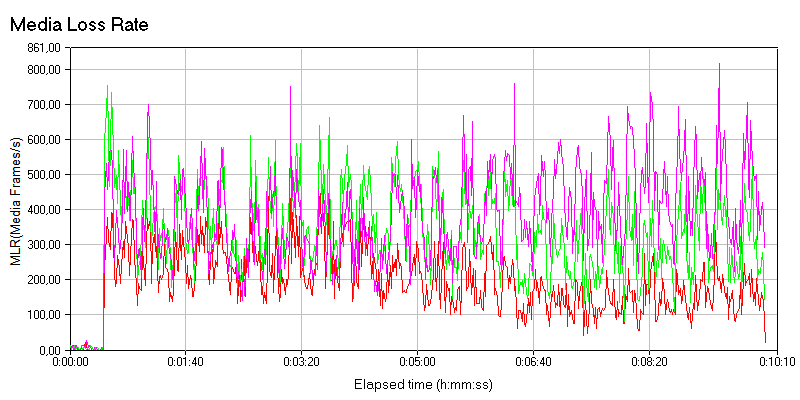 Media Loss Rate
861,00
800,00
700,00
600,00
500,00
400,00
300,00
200,00
100,00
0,00
MLR(Media Frames/s)
0:00:00 0:01:40 0:03:20 0:05:00 0:06:40 0:08:20 0:10:10
Elapsed time (h:mm:ss)